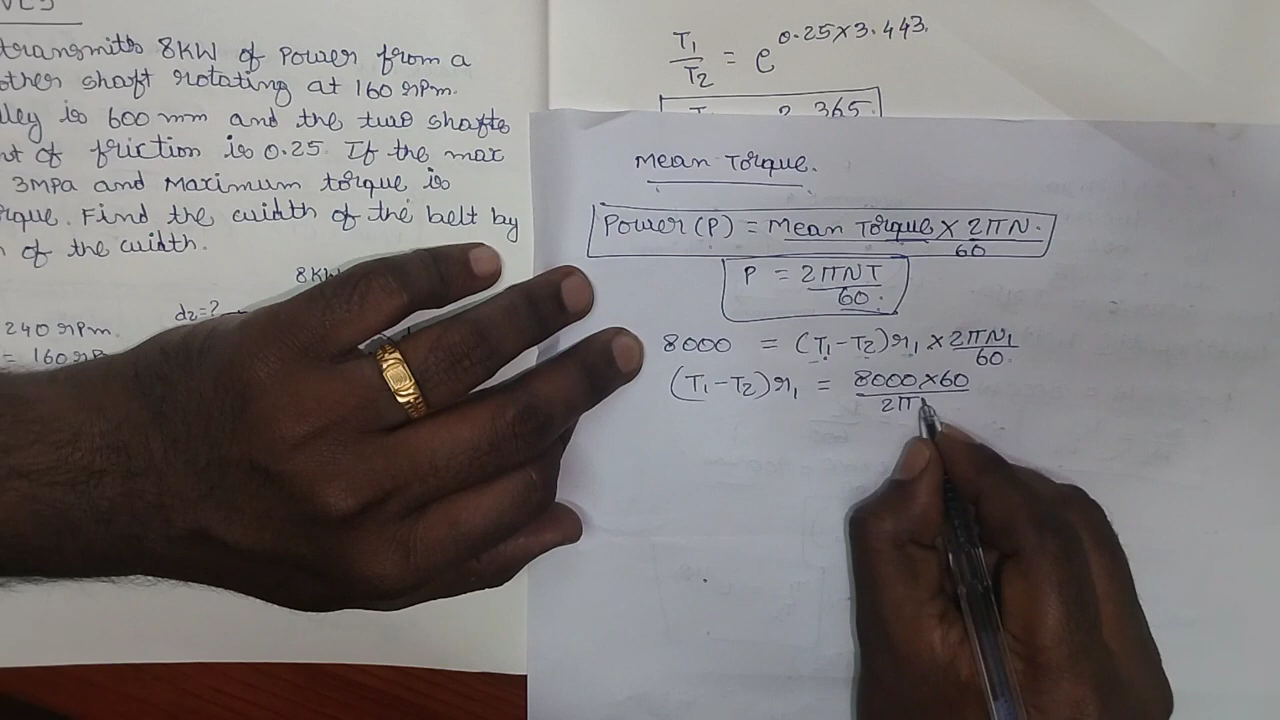 transmits 8KW of Power from a
other shaft rotating at 160 rpm.
lley is 600 mm and the two shafts
nt of friction is 0.25. If the max
3MPa and Maximum torque is
rque. Find the width of the belt by
n of the width.
8KW
d2=?
240 rpm.
= 160 rp
T1/T2 = e^0.25×3.443.
2.365
Mean Torque.
Power (P) = Mean Torque × 2πN/60
P = 2πNT/60.
8000 = (T1-T2)r1 × 2πN1/60.
(T1-T2)r1 = 8000×60/2π